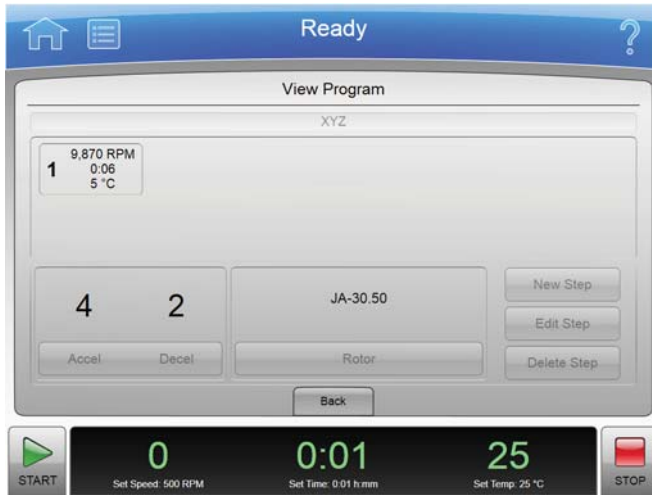 Ready
?
View Program
XYZ
1
9,870 RPM
0:06
5 °C
4 2
JA-30.50
New Step
Edit Step
Delete Step
Accel Decel
Rotor
Back
START
0
Set Speed: 500 RPM
0:01
Set Time: 0:01 h:mm
25
Set Temp: 25 °C
STOP